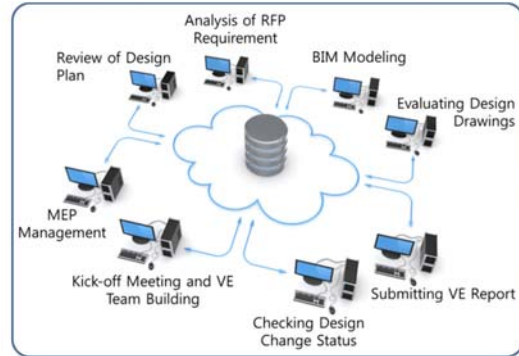 Analysis of RFP
Requirement
Review of Design
Plan
BIM Modeling
Evaluating Design
Drawings
MEP
Management
Kick-off Meeting and VE
Team Building
Submitting VE Report
Checking Design
Change Status